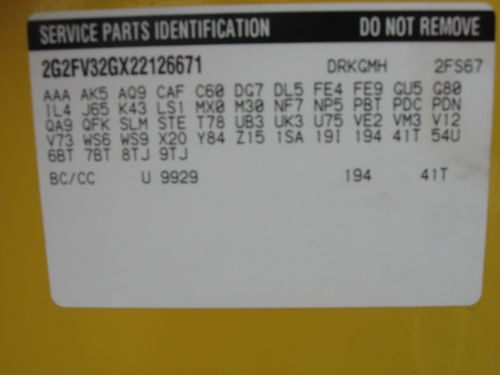 SERVICE PARTS IDENTIFICATION DO NOT REMOVE
2G2FV32GX22126671 DRKGMH 2FS67
AAA AK5 AQ9 CAF C60 DG7 DL5 FE4 FE9 GU5 G80
IL4 J65 K43 LS1 MX0 M30 NF7 NP5 PBT PDC PDN
QA9 QFK SLM STE T78 UB3 UK3 U75 VE2 VM3 V12
V73 WS6 WS9 X20 Y84 Z15 1SA 19I 194 41T 54U
6BT 7BT 8TJ 9TJ
BC/CC U 9929 194 41T